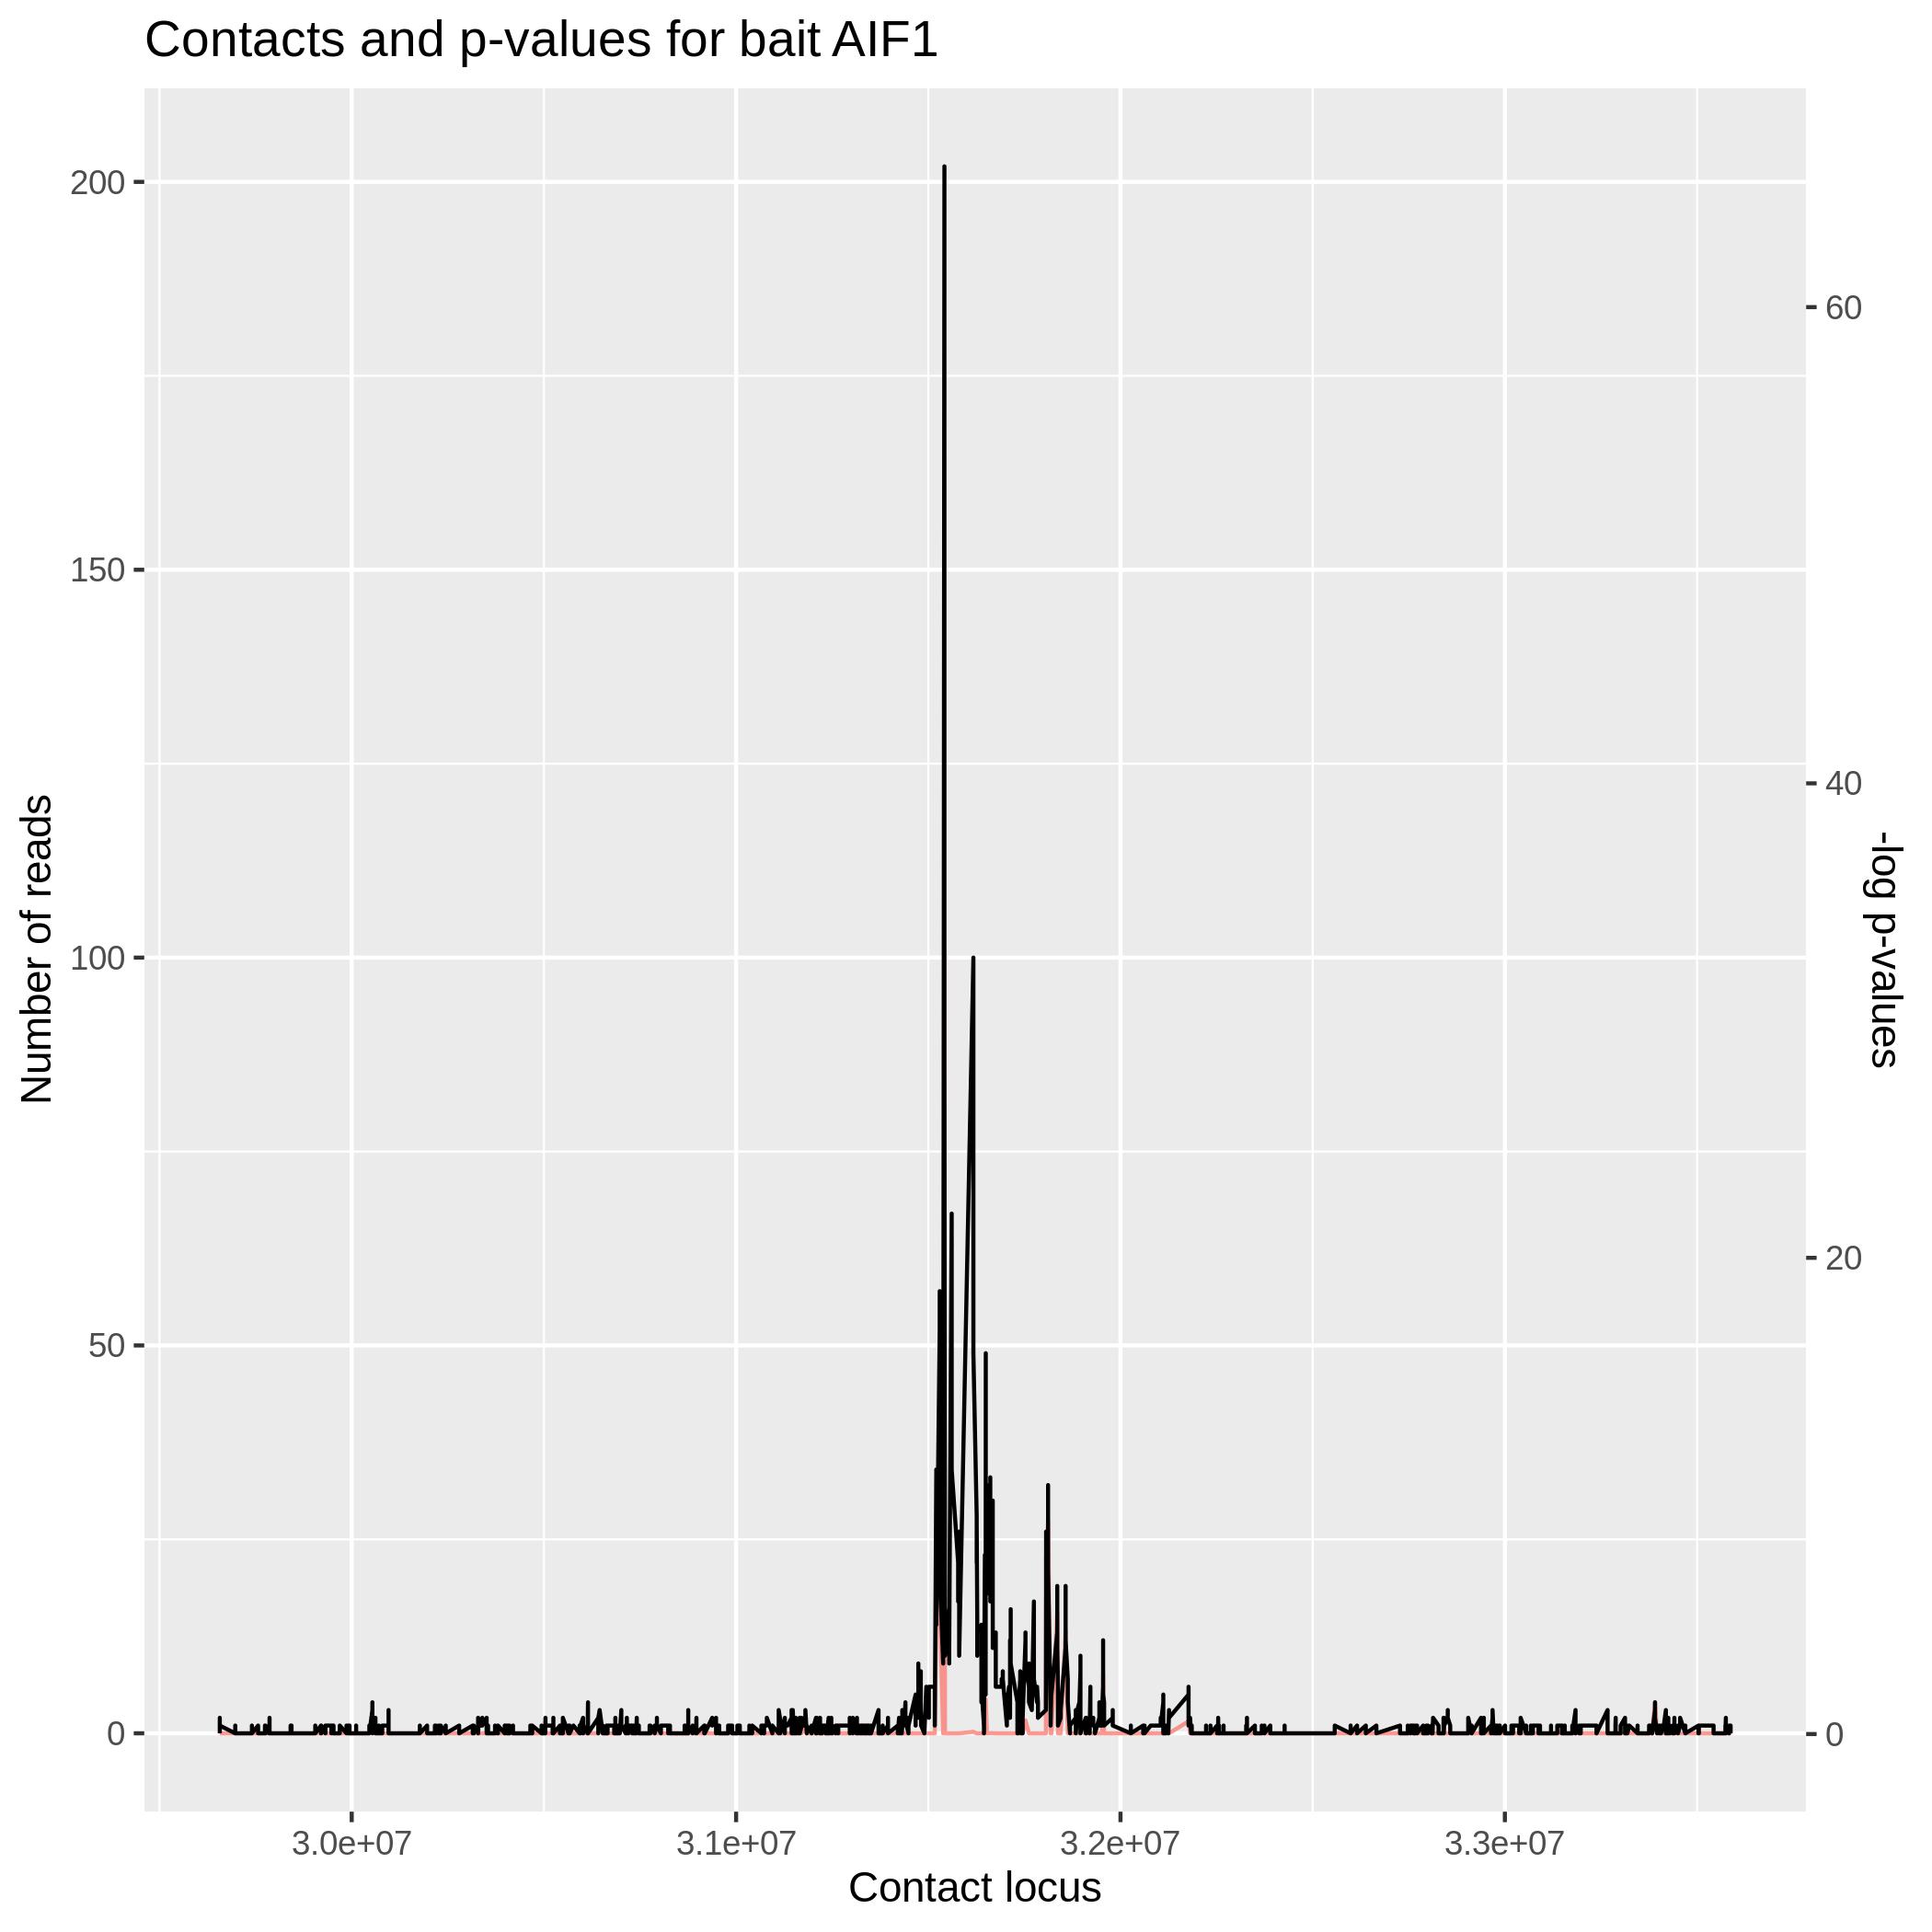 Contacts and p-values for bait AIF1
200
150
100
50
0
Number of reads
60
40
20
0
-log p-values
3.0e+07 3.1e+07 3.2e+07 3.3e+07
Contact locus